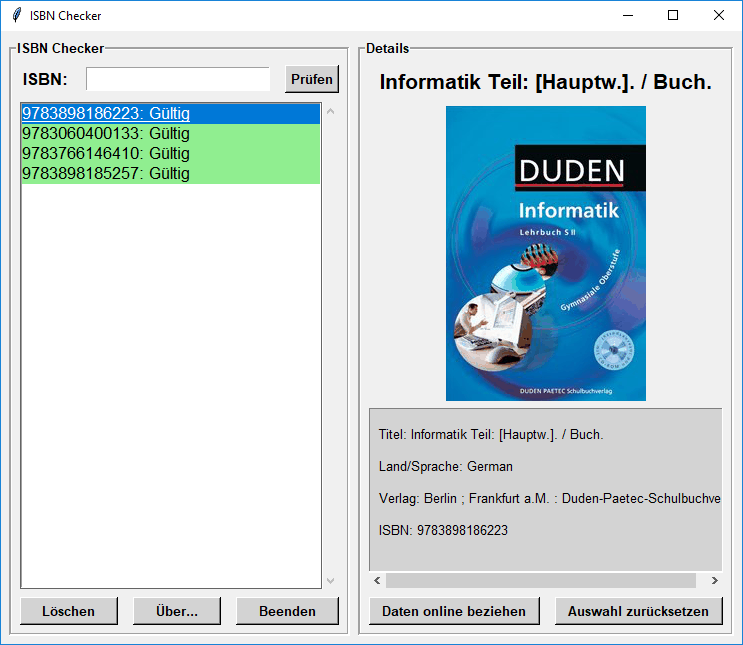 ISBN Checker
ISBN Checker
ISBN:
Prüfen
9783898186223: Gültig
9783060400133: Gültig
9783766146410: Gültig
9783898185257: Gültig
Löschen
Über...
Beenden
Details
Informatik Teil: [Hauptw.]. / Buch.
DUDEN
Informatik
Lehrbuch S II
Gymnasiale Oberstufe
DUDEN PAETEC Schulbuchverlag
Titel: Informatik Teil: [Hauptw.]. / Buch.
Land/Sprache: German
Verlag: Berlin ; Frankfurt a.M. : Duden-Paetec-Schulbuchve
ISBN: 9783898186223
Daten online beziehen
Auswahl zurücksetzen